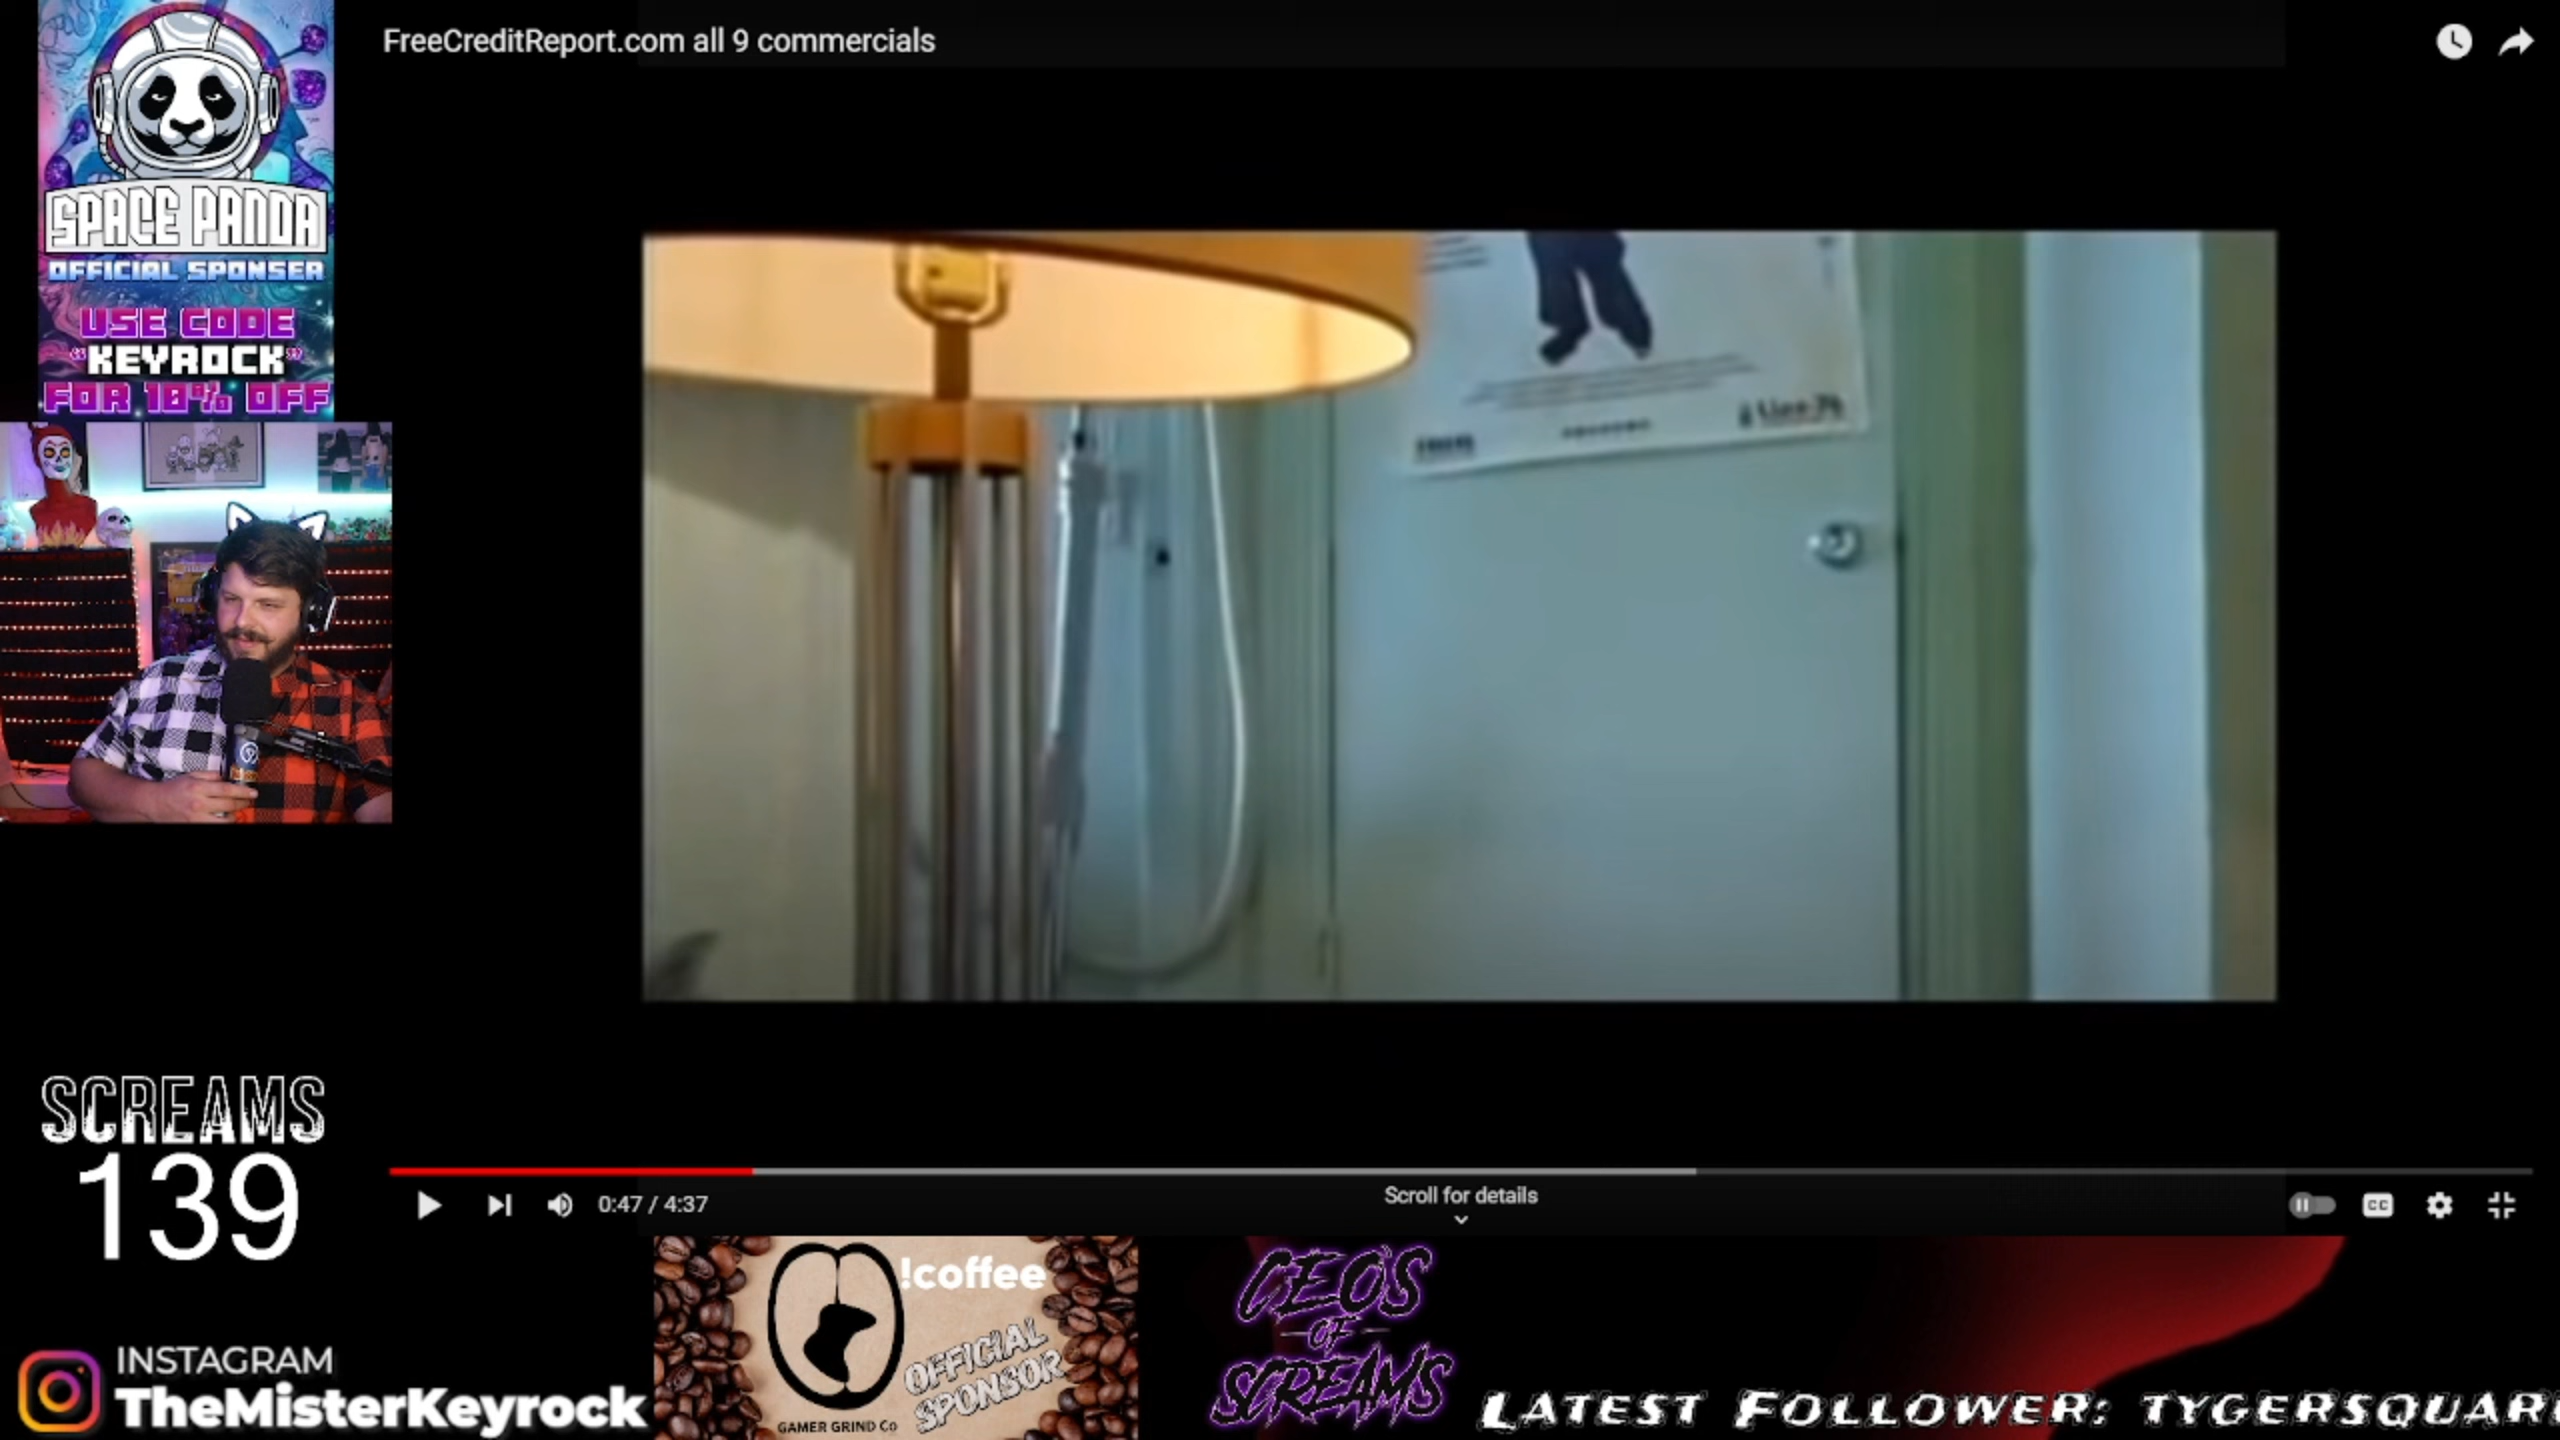 FreeCreditReport.com all 9 commercials
SPACE PANDA
OFFICIAL SPONSER
USE CODE
"KEYROCK"
FOR 10% OFF
SCREAMS
139
0:47 / 4:37
Scroll for details
CC
!coffee
OFFICIAL
SPONSOR
GAMER GRIND Co
CEO'S
OF
SCREAMS
INSTAGRAM
TheMisterKeyrock
LATEST FOLLOWER: TYGERSQUAR